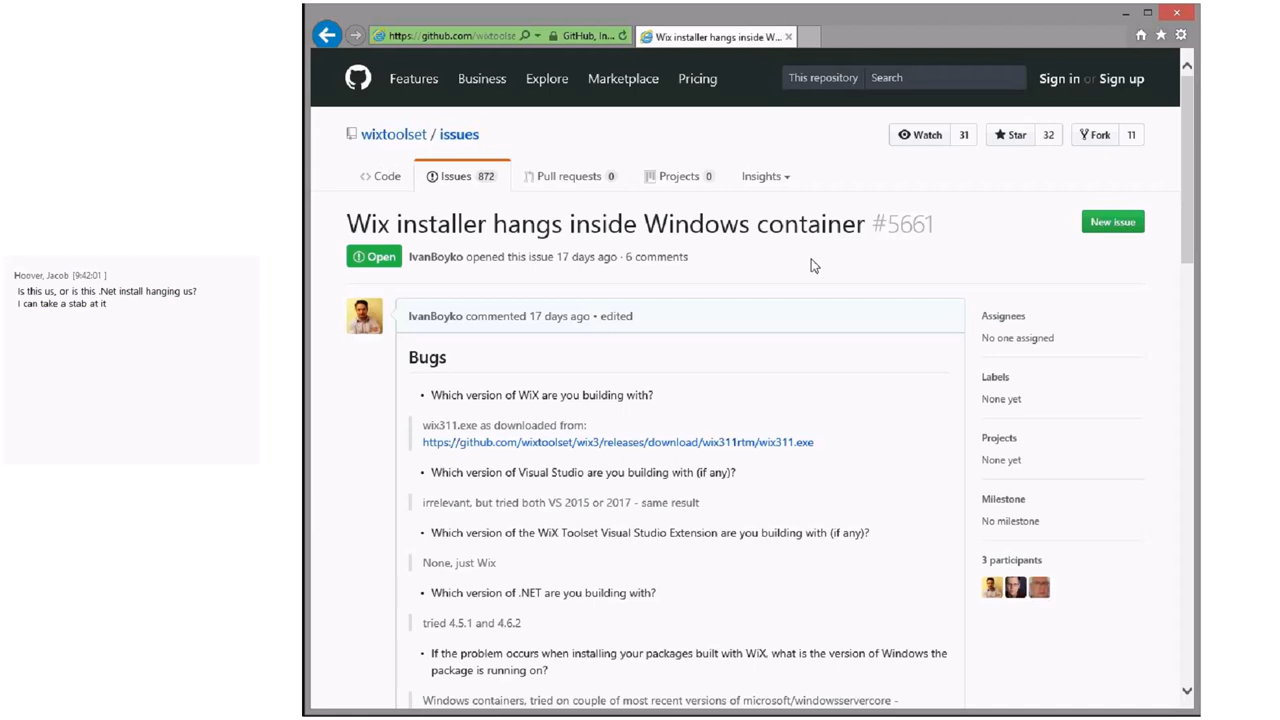 https://github.com/wixtoolse
GitHub, In...
Wix installer hangs inside W...
Features Business Explore Marketplace Pricing
This repository Search
Sign in or Sign up
wixtoolset / issues
Watch 31 Star 32 Fork 11
Code Issues 872 Pull requests 0 Projects 0 Insights
Wix installer hangs inside Windows container #5661
New issue
Open IvanBoyko opened this issue 17 days ago · 6 comments
Hoover, Jacob [9:42:01 ]
Is this us, or is this .Net install hanging us?
I can take a stab at it
IvanBoyko commented 17 days ago • edited
Bugs
• Which version of WiX are you building with?
wix311.exe as downloaded from:
https://github.com/wixtoolset/wix3/releases/download/wix311rtm/wix311.exe
• Which version of Visual Studio are you building with (if any)?
irrelevant, but tried both VS 2015 or 2017 - same result
• Which version of the WiX Toolset Visual Studio Extension are you building with (if any)?
None, just Wix
• Which version of .NET are you building with?
tried 4.5.1 and 4.6.2
• If the problem occurs when installing your packages built with WiX, what is the version of Windows the
package is running on?
Windows containers, tried on couple of most recent versions of microsoft/windowsservercore -
Assignees
No one assigned
Labels
None yet
Projects
None yet
Milestone
No milestone
3 participants